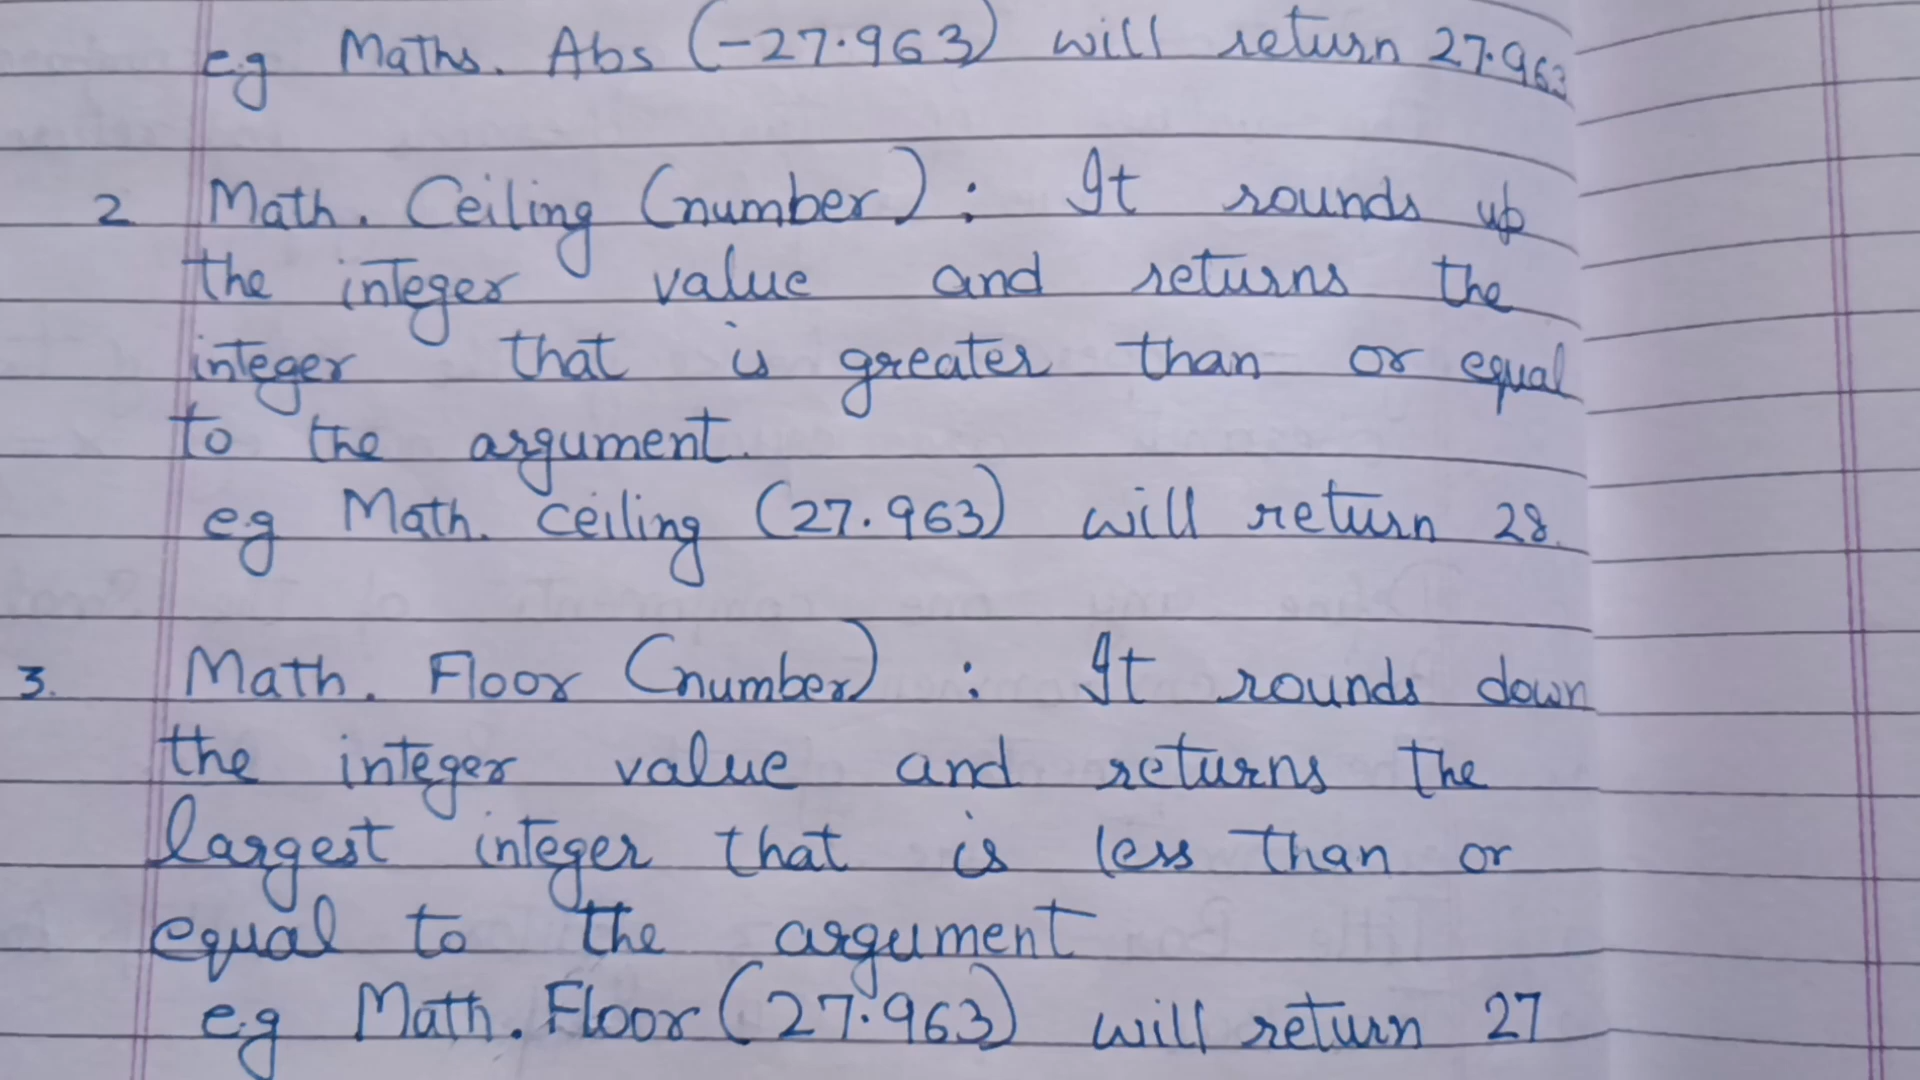 eg Maths. Abs (-27.963) will return 27.963
2 Math. Ceiling (number) : It rounds up
the integer value and returns the
integer that is greater than or equal
to the argument.
eg Math. ceiling (27.963) will return 28.
3. Math. Floor (number) : It rounds down
the integer value and returns the
largest integer that is less than or
equal to the argument
eg Math. Floor (27.963) will return 27